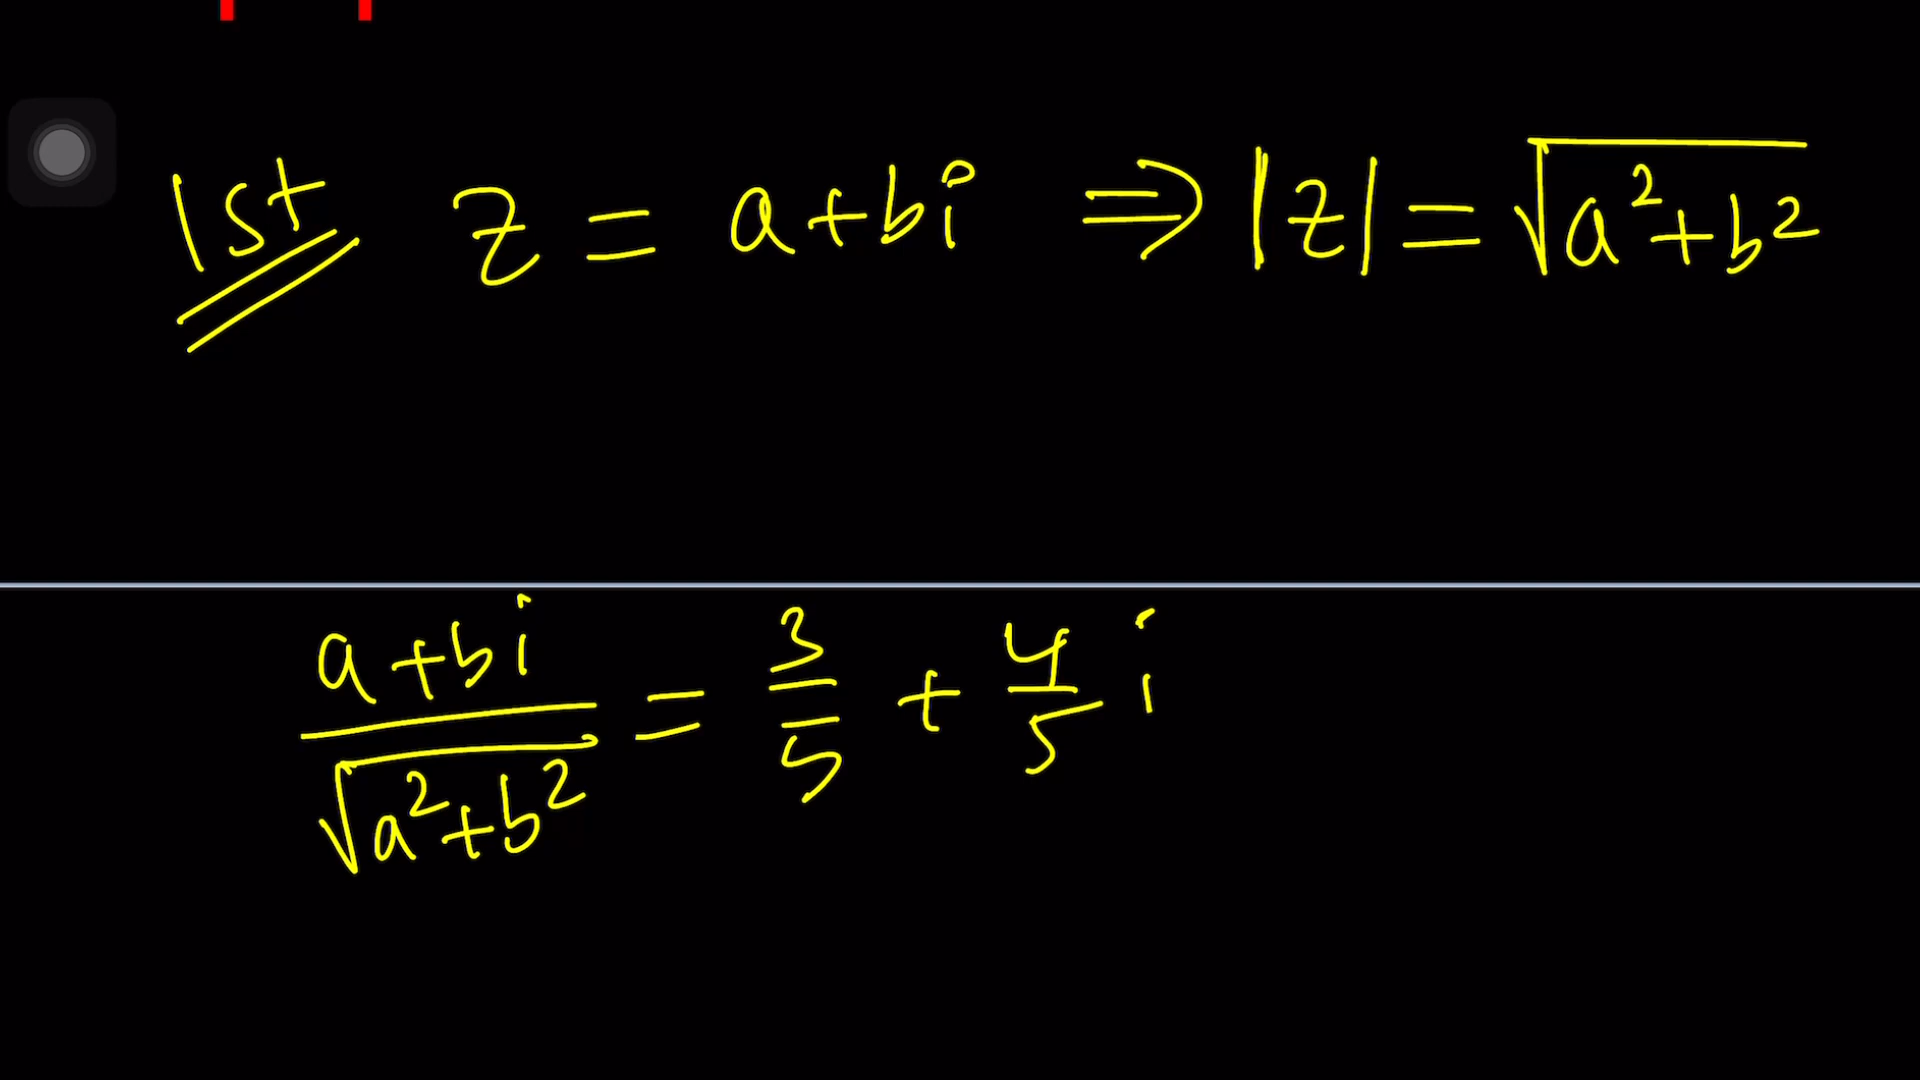 1st z = a+bi ⇒ |z| = √(a²+b²)
(a+bi)/√(a²+b²) = 3/5 + 4/5 i